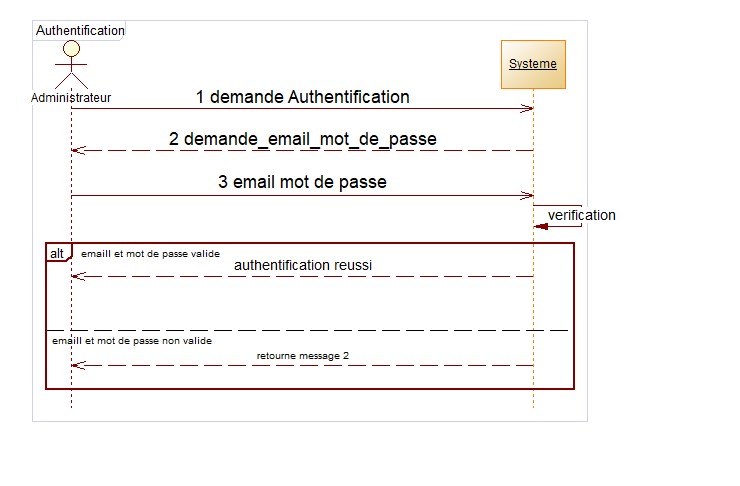 Authentification
Systeme
Administrateur
1 demande Authentification
2 demande_email_mot_de_passe
3 email mot de passe
verification
alt
emaill et mot de passe valide
authentification reussi
emaill et mot de passe non valide
retourne message 2